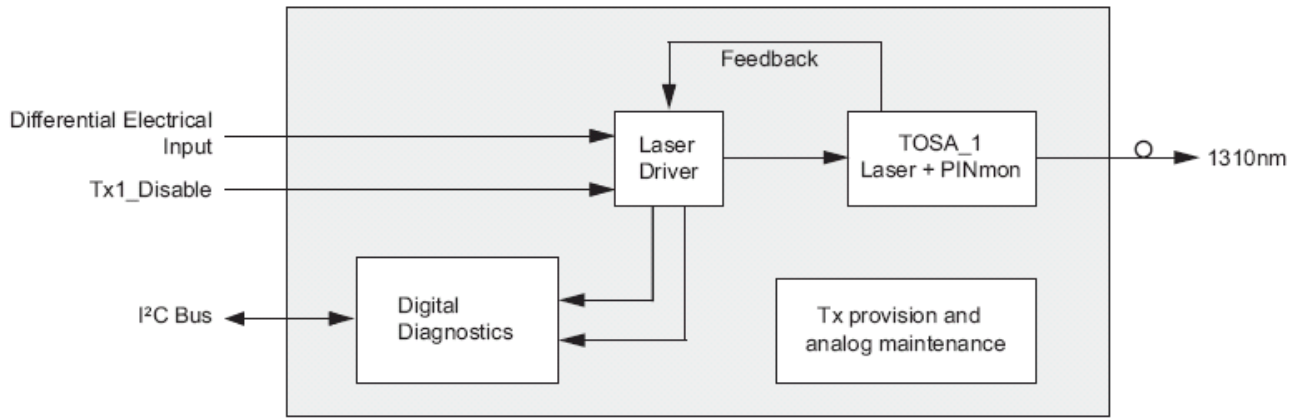 Feedback
Differential Electrical
Input
Laser
Driver
TOSA_1
Laser + PINmon
1310nm
Tx1_Disable
I²C Bus
Digital
Diagnostics
Tx provision and
analog maintenance